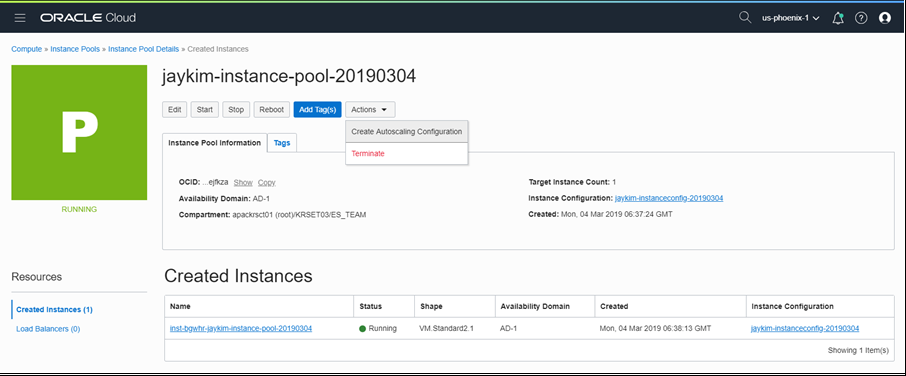 ORACLE Cloud
us-phoenix-1
Compute » Instance Pools » Instance Pool Details » Created Instances
P
RUNNING
jaykim-instance-pool-20190304
Edit Start Stop Reboot Add Tag(s) Actions
Create Autoscaling Configuration
Terminate
Instance Pool Information Tags
OCID: ...ejfkza Show Copy
Target Instance Count: 1
Availability Domain: AD-1
Instance Configuration: jaykim-instanceconfig-20190304
Compartment: apackrsct01 (root)/KRSET03/ES_TEAM
Created: Mon, 04 Mar 2019 06:37:24 GMT
Resources
Created Instances (1)
Load Balancers (0)
Created Instances
Name Status Shape Availability Domain Created Instance Configuration
inst-bgwhr-jaykim-instance-pool-20190304 Running VM.Standard2.1 AD-1 Mon, 04 Mar 2019 06:38:13 GMT jaykim-instanceconfig-20190304
Showing 1 Item(s)